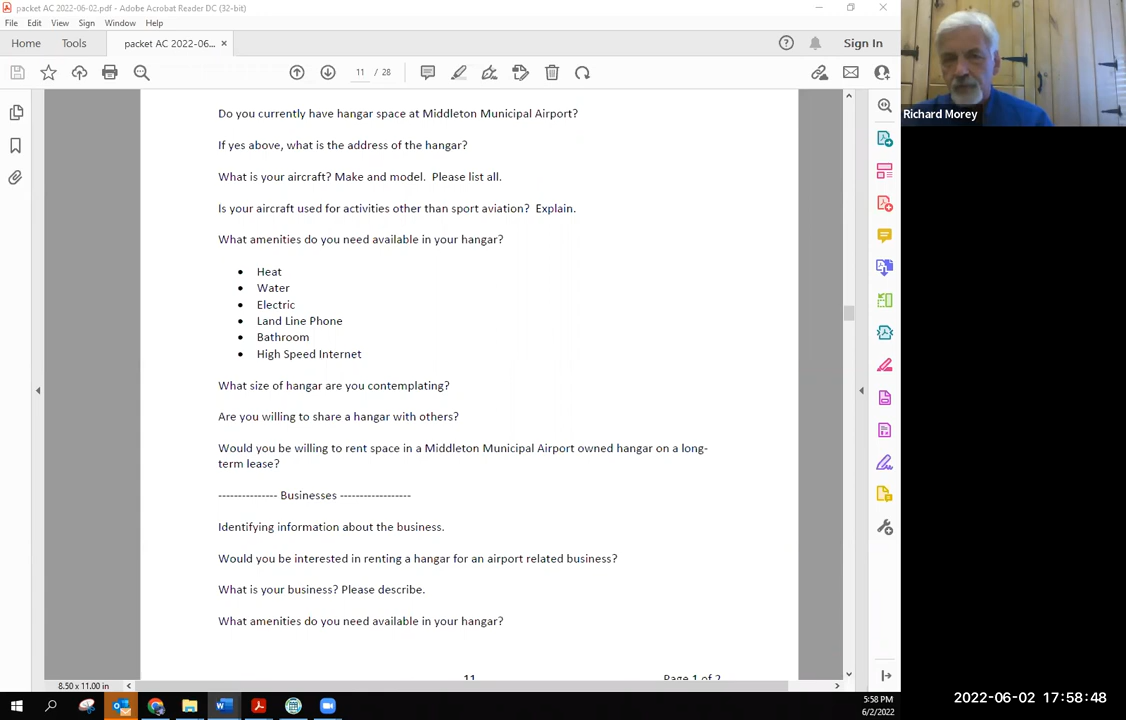 packet AC 2022-06-02.pdf - Adobe Acrobat Reader DC (32-bit)
File Edit View Sign Window Help
Home Tools packet AC 2022-06... × Sign In
11 / 28
Richard Morey
Do you currently have hangar space at Middleton Municipal Airport?
If yes above, what is the address of the hangar?
What is your aircraft? Make and model. Please list all.
Is your aircraft used for activities other than sport aviation? Explain.
What amenities do you need available in your hangar?
• Heat
• Water
• Electric
• Land Line Phone
• Bathroom
• High Speed Internet
What size of hangar are you contemplating?
Are you willing to share a hangar with others?
Would you be willing to rent space in a Middleton Municipal Airport owned hangar on a long-
term lease?
--------------- Businesses ------------------
Identifying information about the business.
Would you be interested in renting a hangar for an airport related business?
What is your business? Please describe.
What amenities do you need available in your hangar?
11 Page 1 of 2
8.50 x 11.00 in
5:58 PM
6/2/2022
2022-06-02 17:58:48